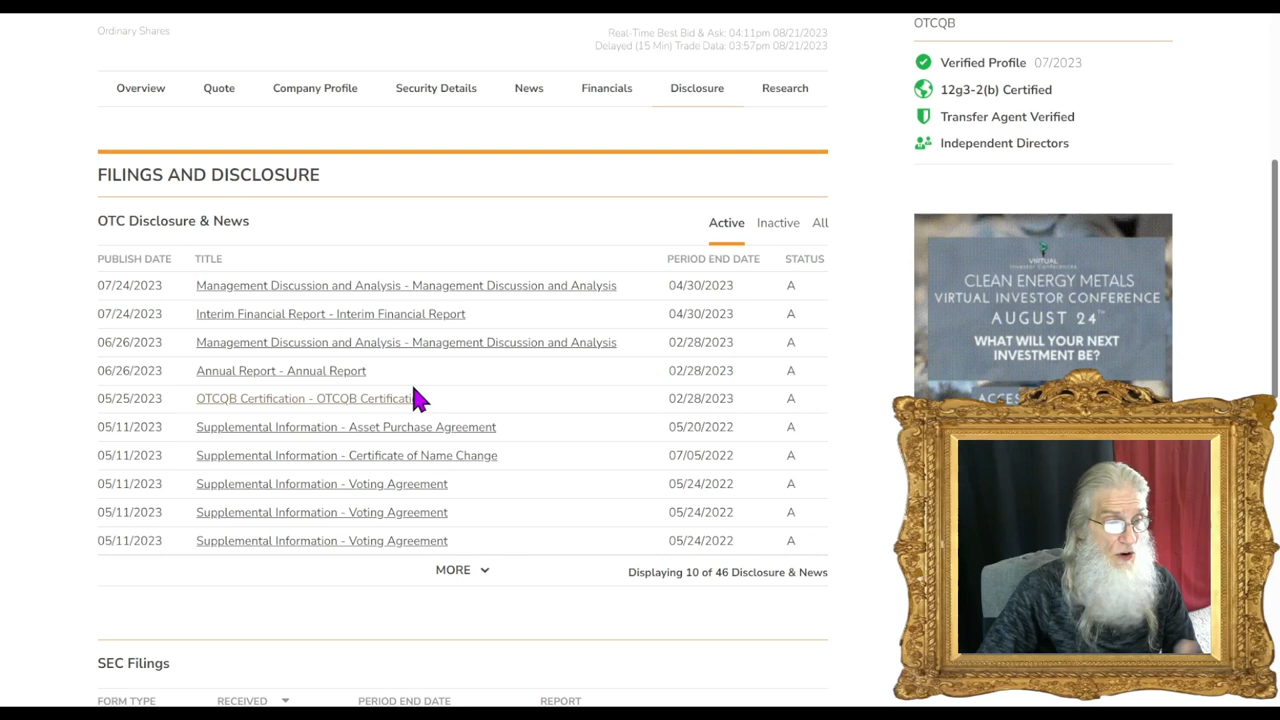 Ordinary Shares
Real-Time Best Bid & Ask: 04:11pm 08/21/2023
Delayed (15 Min) Trade Data: 03:57pm 08/21/2023
Overview Quote Company Profile Security Details News Financials Disclosure Research
FILINGS AND DISCLOSURE
OTC Disclosure & News
Active Inactive All
PUBLISH DATE TITLE PERIOD END DATE STATUS
07/24/2023 Management Discussion and Analysis - Management Discussion and Analysis 04/30/2023 A
07/24/2023 Interim Financial Report - Interim Financial Report 04/30/2023 A
06/26/2023 Management Discussion and Analysis - Management Discussion and Analysis 02/28/2023 A
06/26/2023 Annual Report - Annual Report 02/28/2023 A
05/25/2023 OTCQB Certification - OTCQB 02/28/2023 A
05/11/2023 Supplemental Information - Asset Purchase Agreement 05/20/2022 A
05/11/2023 Supplemental Information - Certificate of Name Change 07/05/2022 A
05/11/2023 Supplemental Information - Voting Agreement 05/24/2022 A
05/11/2023 Supplemental Information - Voting Agreement 05/24/2022 A
05/11/2023 Supplemental Information - Voting Agreement 05/24/2022 A
MORE
Displaying 10 of 46 Disclosure & News
SEC Filings
FORM TYPE RECEIVED PERIOD END DATE REPORT
OTCQB
Verified Profile 07/2023
12g3-2(b) Certified
Transfer Agent Verified
Independent Directors
VIRTUAL
Investor Conferences
CLEAN ENERGY METALS
VIRTUAL INVESTOR CONFERENCE
AUGUST 24TH
WHAT WILL YOUR NEXT
INVESTMENT BE?